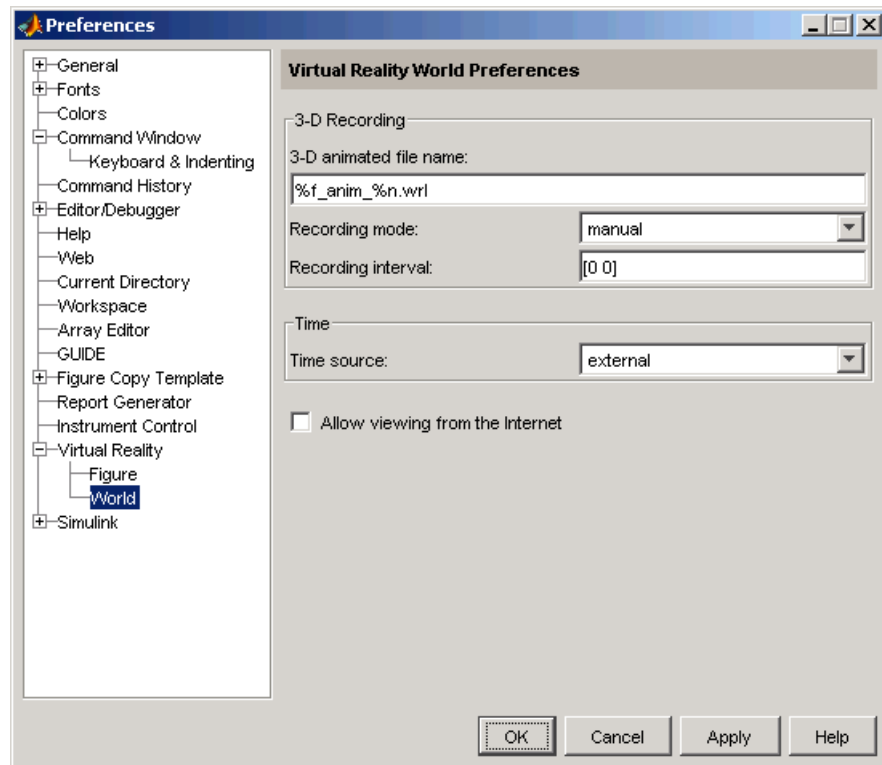 Preferences
General
Fonts
Colors
Command Window
Keyboard & Indenting
Command History
Editor/Debugger
Help
Web
Current Directory
Workspace
Array Editor
GUIDE
Figure Copy Template
Report Generator
Instrument Control
Virtual Reality
Figure
World
Simulink
Virtual Reality World Preferences
3-D Recording
3-D animated file name:
%f_anim_%n.wrl
Recording mode: manual
Recording interval: [0 0]
Time
Time source: external
Allow viewing from the Internet
OK Cancel Apply Help